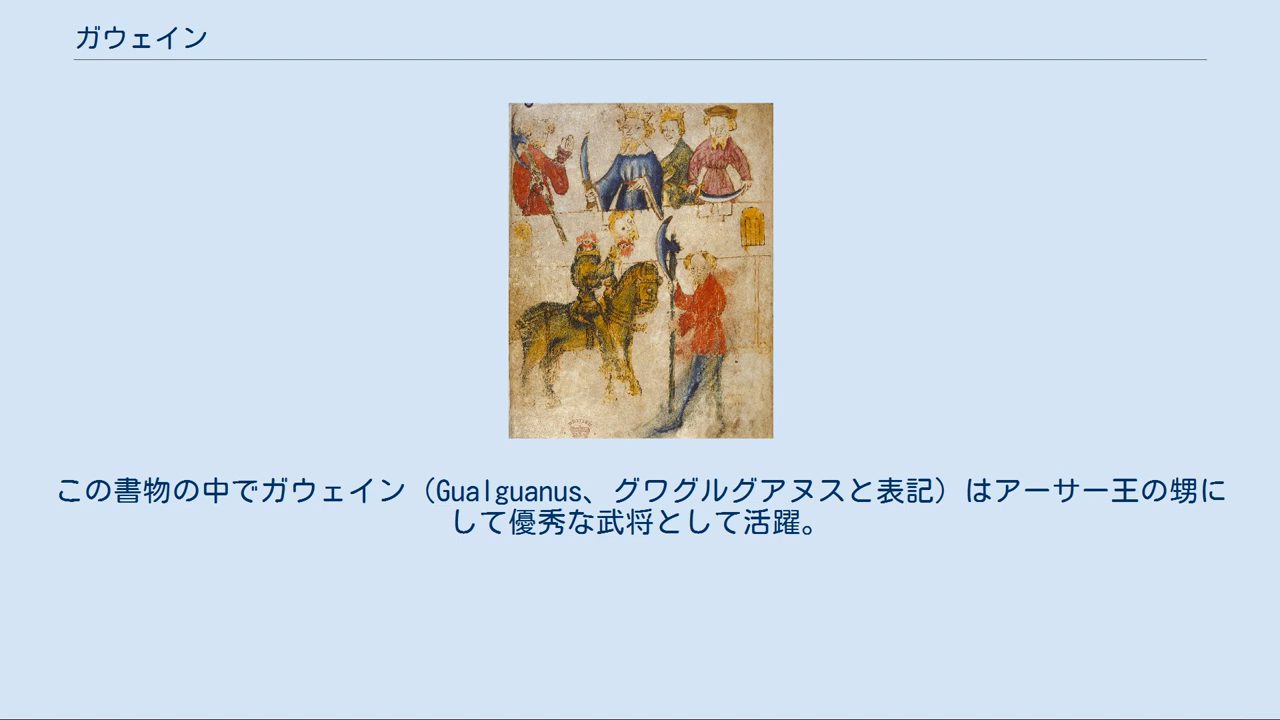 ガウェイン
この書物の中でガウェイン（Gualguanus、グワグルグアヌスと表記）はアーサー王の甥に
して優秀な武将として活躍。